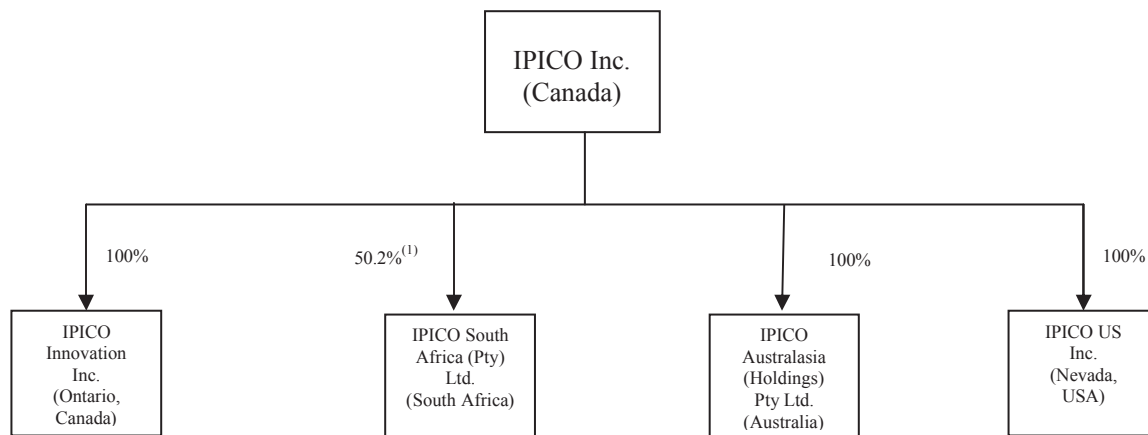 IPICO Inc.
(Canada)
100%
50.2%(1)
100%
100%
IPICO
Innovation
Inc.
(Ontario,
Canada)
IPICO South
Africa (Pty)
Ltd.
(South Africa)
IPICO
Australasia
(Holdings)
Pty Ltd.
(Australia)
IPICO US
Inc.
(Nevada,
USA)